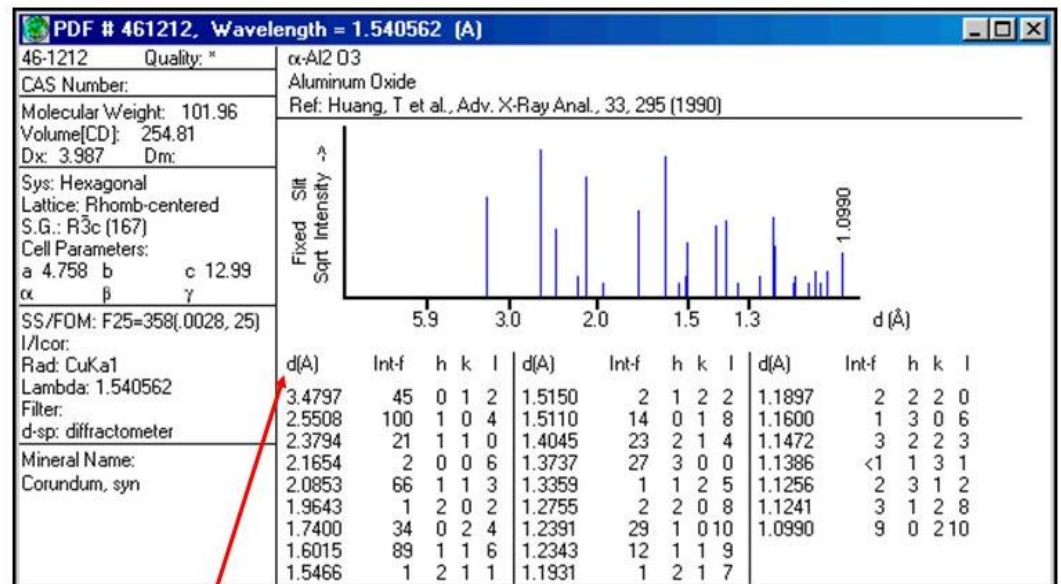 PDF # 461212, Wavelength = 1.540562 (A)
46-1212 Quality: *
CAS Number:
Molecular Weight: 101.96
Volume[CD]: 254.81
Dx: 3.987 Dm:
Sys: Hexagonal
Lattice: Rhomb-centered
S.G.: R3̄c (167)
Cell Parameters:
a 4.758 b c 12.99
α β γ
SS/FOM: F25=358(.0028, 25)
I/Icor:
Rad: CuKa1
Lambda: 1.540562
Filter:
d-sp: diffractometer
Mineral Name:
Corundum, syn
α-Al2 O3
Aluminum Oxide
Ref: Huang, T et al., Adv. X-Ray Anal., 33, 295 (1990)
Fixed Slit
Sqrt Intensity ->
1.0990
5.9 3.0 2.0 1.5 1.3 d (Å)
d(A) Int-f h k l d(A) Int-f h k l d(A) Int-f h k l
3.4797 45 0 1 2 1.5150 2 1 2 2 1.1897 2 2 2 0
2.5508 100 1 0 4 1.5110 14 0 1 8 1.1600 1 3 0 6
2.3794 21 1 1 0 1.4045 23 2 1 4 1.1472 3 2 2 3
2.1654 2 0 0 6 1.3737 27 3 0 0 1.1386 <1 1 3 1
2.0853 66 1 1 3 1.3359 1 1 2 5 1.1256 2 3 1 2
1.9643 1 2 0 2 1.2755 2 2 0 8 1.1241 3 1 2 8
1.7400 34 0 2 4 1.2391 29 1 0 10 1.0990 9 0 2 10
1.6015 89 1 1 6 1.2343 12 1 1 9
1.5466 1 2 1 1 1.1931 1 2 1 7